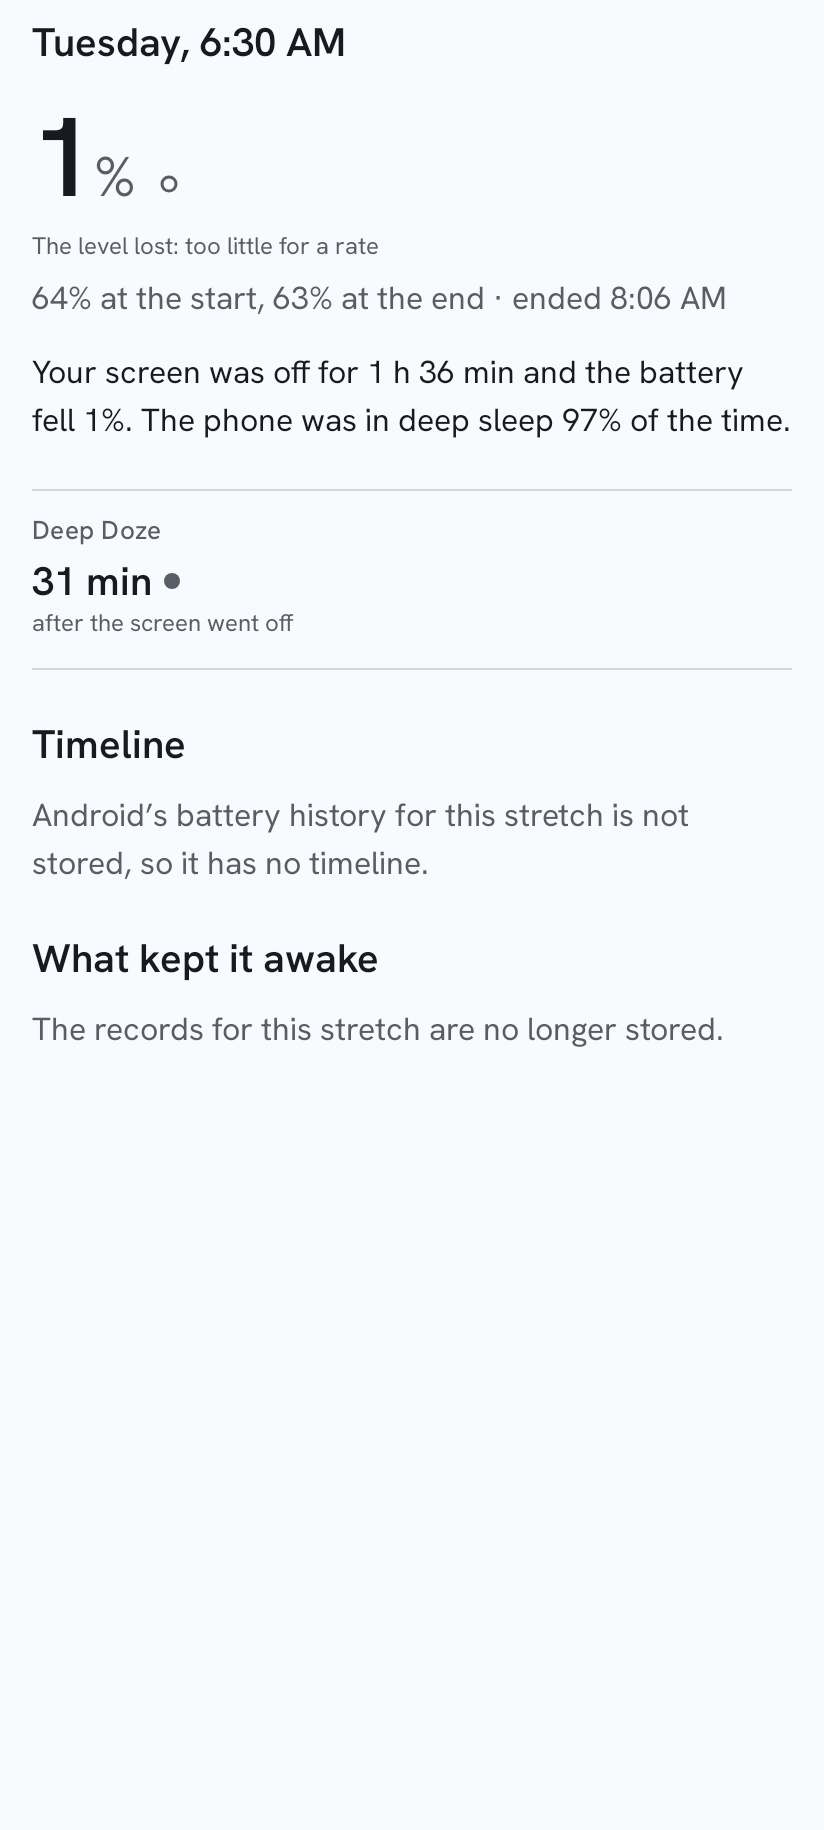 Tuesday, 6:30 AM
1%
The level lost: too little for a rate
64% at the start, 63% at the end · ended 8:06 AM
Your screen was off for 1 h 36 min and the battery
fell 1%. The phone was in deep sleep 97% of the time.
Deep Doze
31 min
after the screen went off
Timeline
Android’s battery history for this stretch is not
stored, so it has no timeline.
What kept it awake
The records for this stretch are no longer stored.